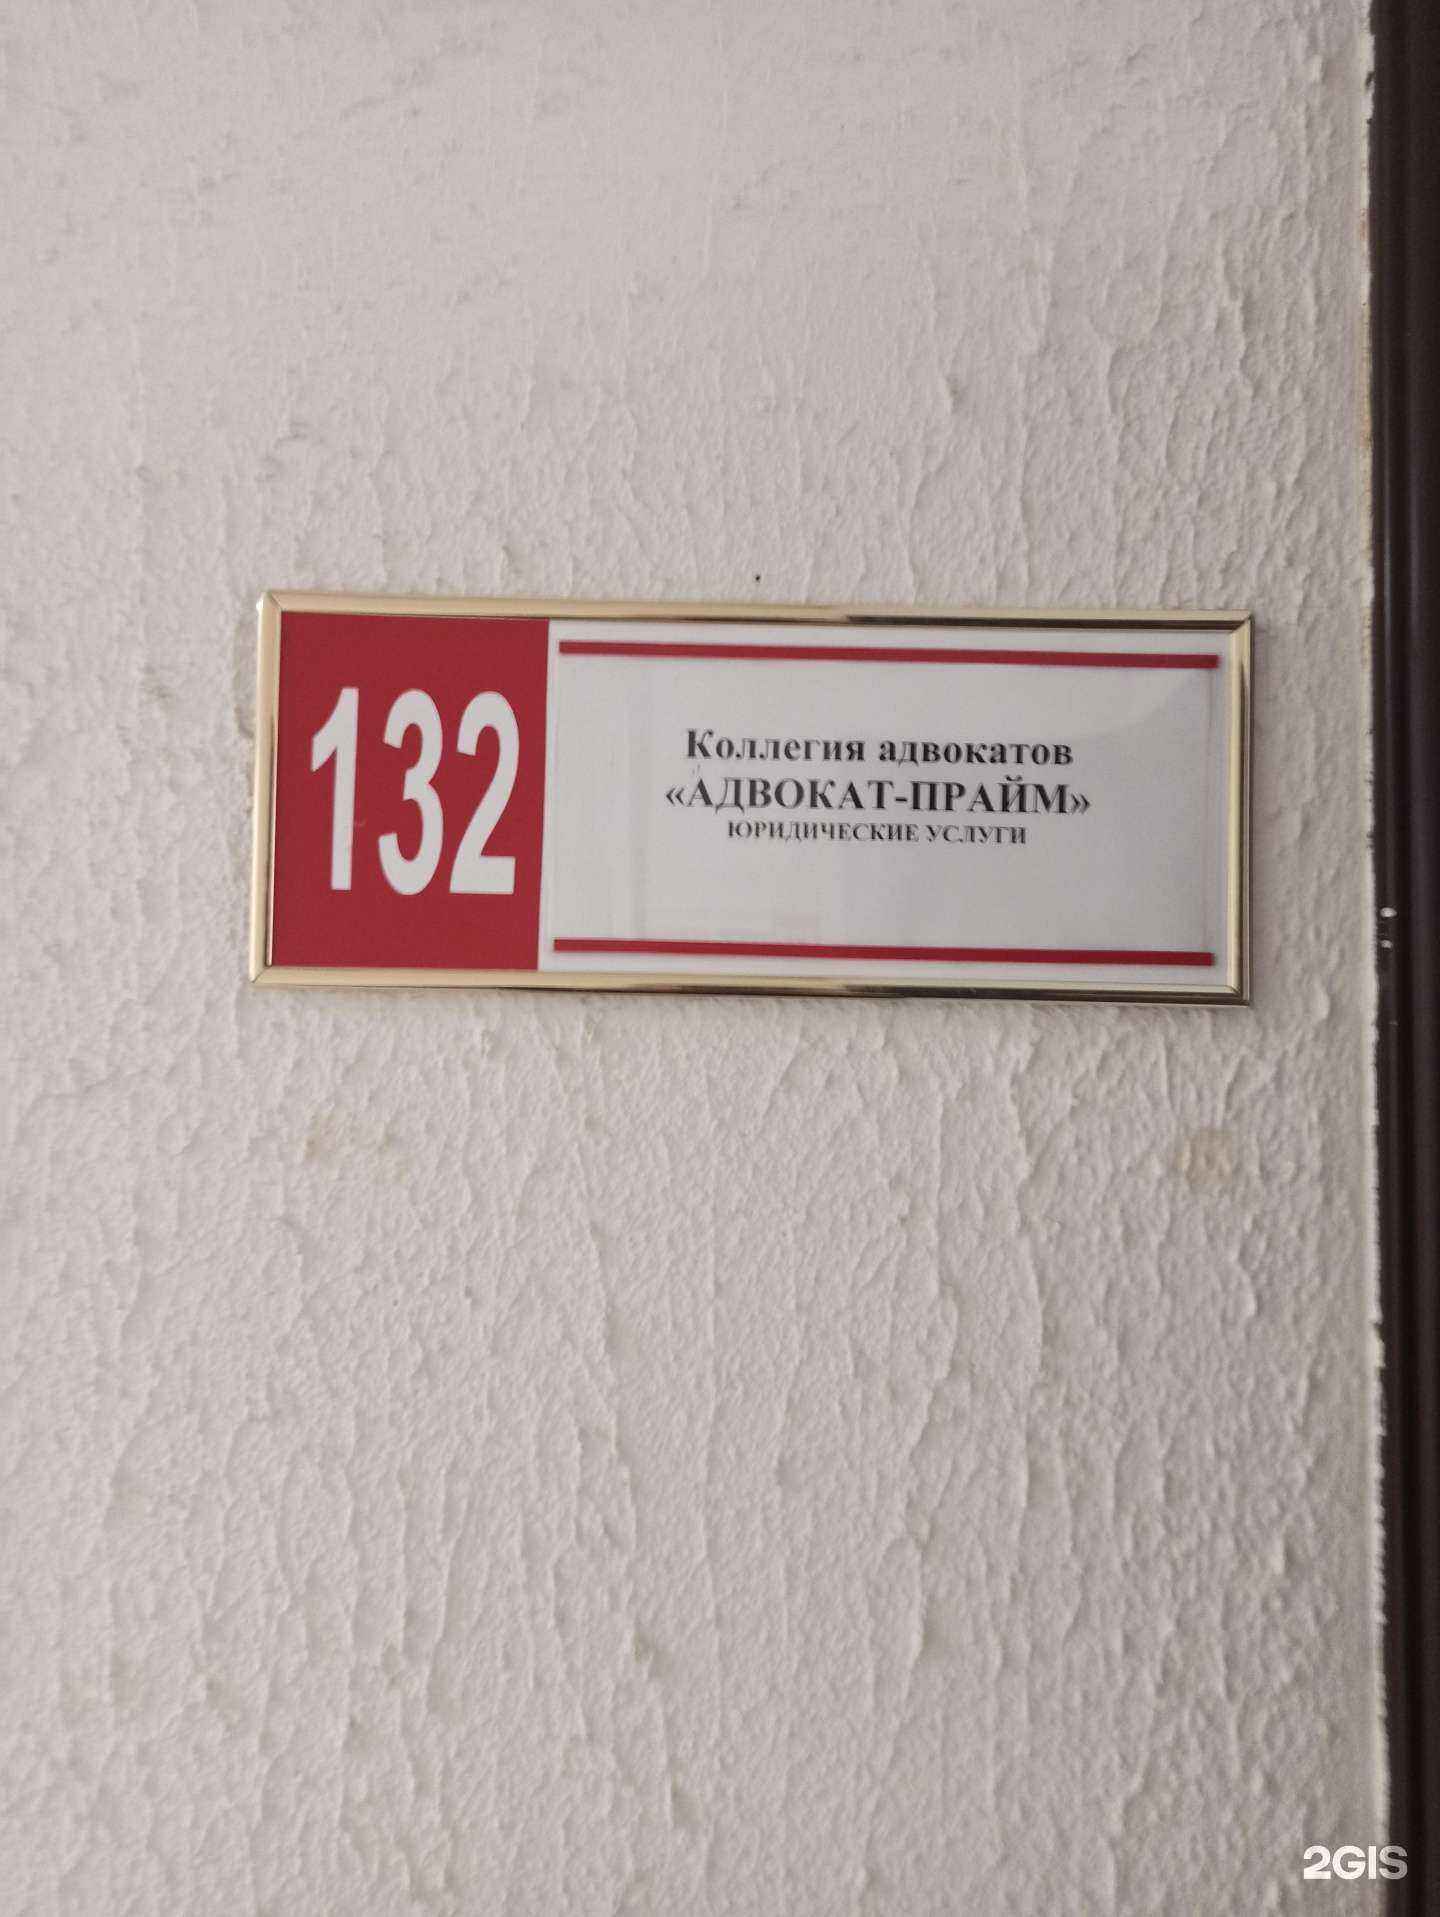 132
Коллегия адвокатов
«АДВОКАТ-ПРАЙМ»
ЮРИДИЧЕСКИЕ УСЛУГИ
2GIS